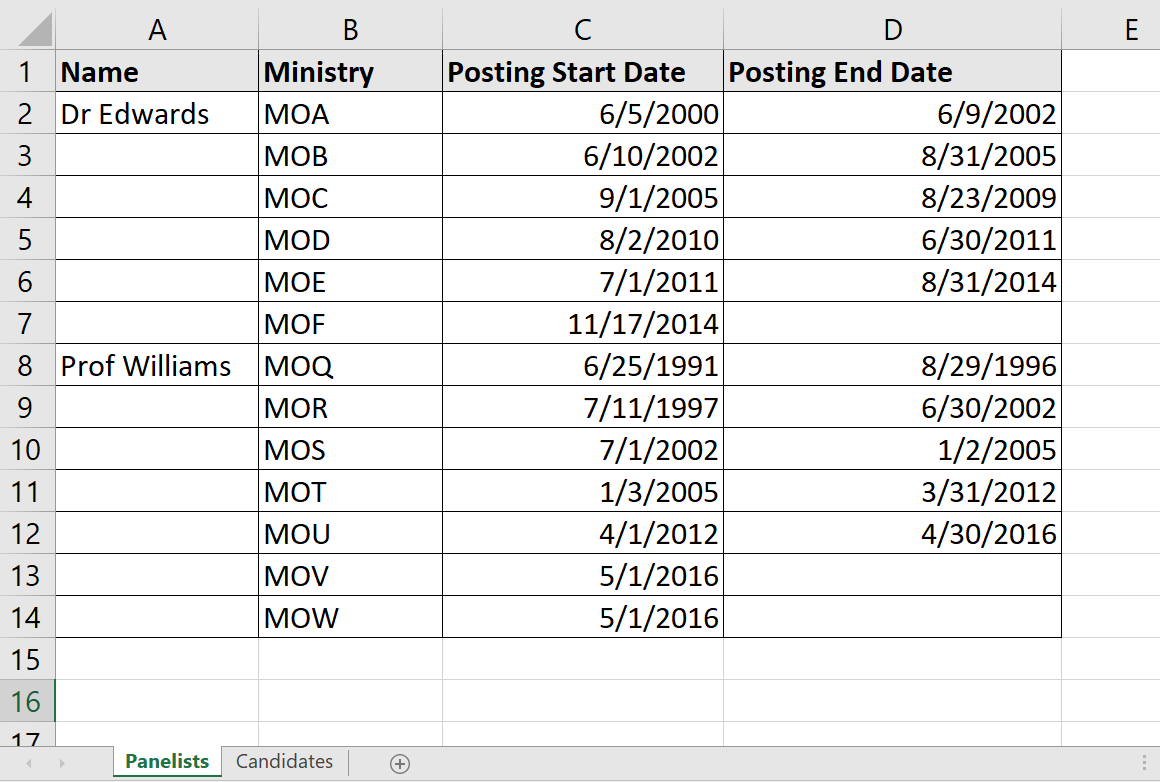 A B C D E
1 Name Ministry Posting Start Date Posting End Date
2 Dr Edwards MOA 6/5/2000 6/9/2002
3 MOB 6/10/2002 8/31/2005
4 MOC 9/1/2005 8/23/2009
5 MOD 8/2/2010 6/30/2011
6 MOE 7/1/2011 8/31/2014
7 MOF 11/17/2014
8 Prof Williams MOQ 6/25/1991 8/29/1996
9 MOR 7/11/1997 6/30/2002
10 MOS 7/1/2002 1/2/2005
11 MOT 1/3/2005 3/31/2012
12 MOU 4/1/2012 4/30/2016
13 MOV 5/1/2016
14 MOW 5/1/2016
15
16
17
Panelists Candidates